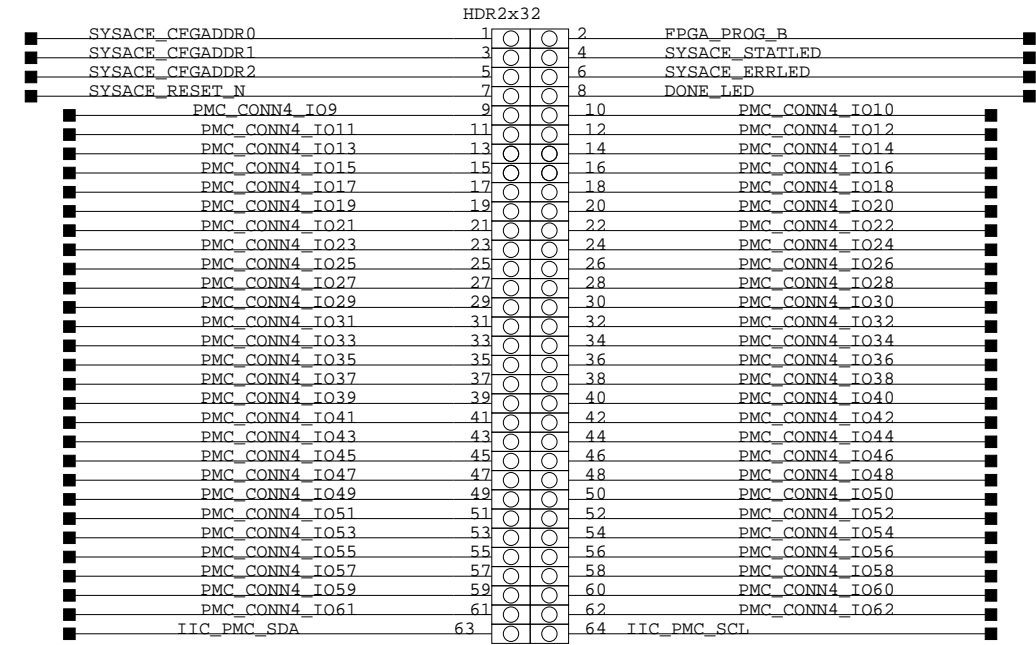 HDR2x32
SYSACE_CFGADDR0 1 2 FPGA_PROG_B
SYSACE_CFGADDR1 3 4 SYSACE_STATLED
SYSACE_CFGADDR2 5 6 SYSACE_ERRLED
SYSACE_RESET_N 7 8 DONE_LED
PMC_CONN4_IO9 9 10 PMC_CONN4_IO10
PMC_CONN4_IO11 11 12 PMC_CONN4_IO12
PMC_CONN4_IO13 13 14 PMC_CONN4_IO14
PMC_CONN4_IO15 15 16 PMC_CONN4_IO16
PMC_CONN4_IO17 17 18 PMC_CONN4_IO18
PMC_CONN4_IO19 19 20 PMC_CONN4_IO20
PMC_CONN4_IO21 21 22 PMC_CONN4_IO22
PMC_CONN4_IO23 23 24 PMC_CONN4_IO24
PMC_CONN4_IO25 25 26 PMC_CONN4_IO26
PMC_CONN4_IO27 27 28 PMC_CONN4_IO28
PMC_CONN4_IO29 29 30 PMC_CONN4_IO30
PMC_CONN4_IO31 31 32 PMC_CONN4_IO32
PMC_CONN4_IO33 33 34 PMC_CONN4_IO34
PMC_CONN4_IO35 35 36 PMC_CONN4_IO36
PMC_CONN4_IO37 37 38 PMC_CONN4_IO38
PMC_CONN4_IO39 39 40 PMC_CONN4_IO40
PMC_CONN4_IO41 41 42 PMC_CONN4_IO42
PMC_CONN4_IO43 43 44 PMC_CONN4_IO44
PMC_CONN4_IO45 45 46 PMC_CONN4_IO46
PMC_CONN4_IO47 47 48 PMC_CONN4_IO48
PMC_CONN4_IO49 49 50 PMC_CONN4_IO50
PMC_CONN4_IO51 51 52 PMC_CONN4_IO52
PMC_CONN4_IO53 53 54 PMC_CONN4_IO54
PMC_CONN4_IO55 55 56 PMC_CONN4_IO56
PMC_CONN4_IO57 57 58 PMC_CONN4_IO58
PMC_CONN4_IO59 59 60 PMC_CONN4_IO60
PMC_CONN4_IO61 61 62 PMC_CONN4_IO62
IIC_PMC_SDA 63 64 IIC_PMC_SCL